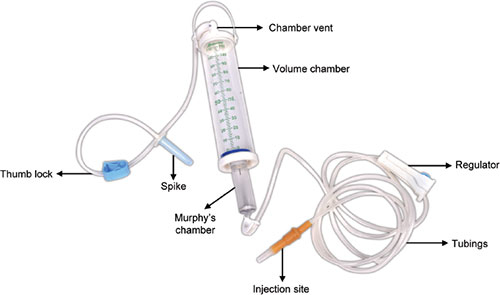 Chamber vent
Volume chamber
Thumb lock
Spike
Murphy's
chamber
Regulator
Tubings
Injection site